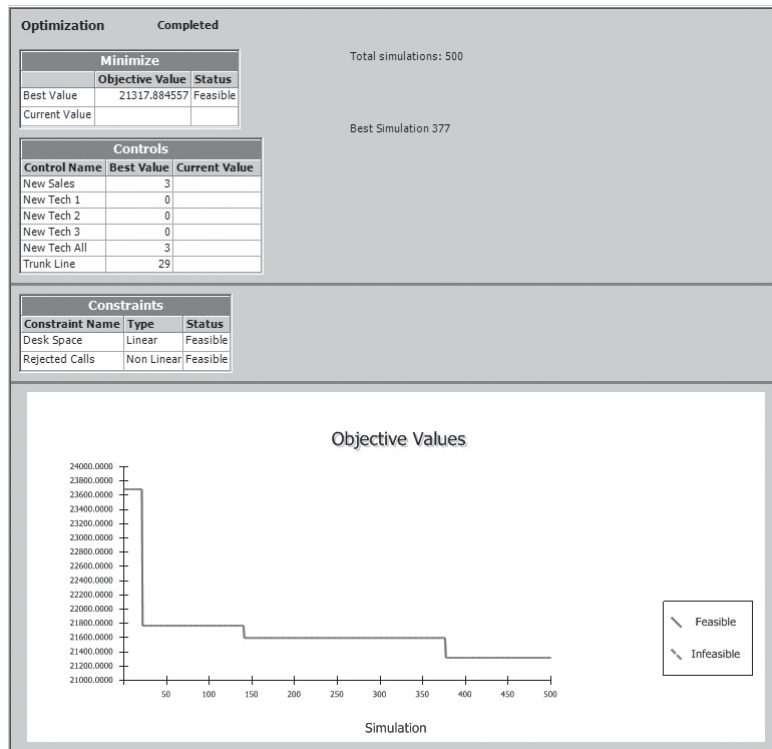 Optimization Completed
Total simulations: 500
Minimize
Objective Value Status
Best Value 21317.884557 Feasible
Current Value
Best Simulation 377
Controls
Control Name Best Value Current Value
New Sales 3
New Tech 1 0
New Tech 2 0
New Tech 3 0
New Tech All 3
Trunk Line 29
Constraints
Constraint Name Type Status
Desk Space Linear Feasible
Rejected Calls Non Linear Feasible
Objective Values
24000.0000
23800.0000
23600.0000
23400.0000
23200.0000
23000.0000
22800.0000
22600.0000
22400.0000
22200.0000
22000.0000
21800.0000
21600.0000
21400.0000
21200.0000
21000.0000
50 100 150 200 250 300 350 400 450 500
Simulation
Feasible
Infeasible